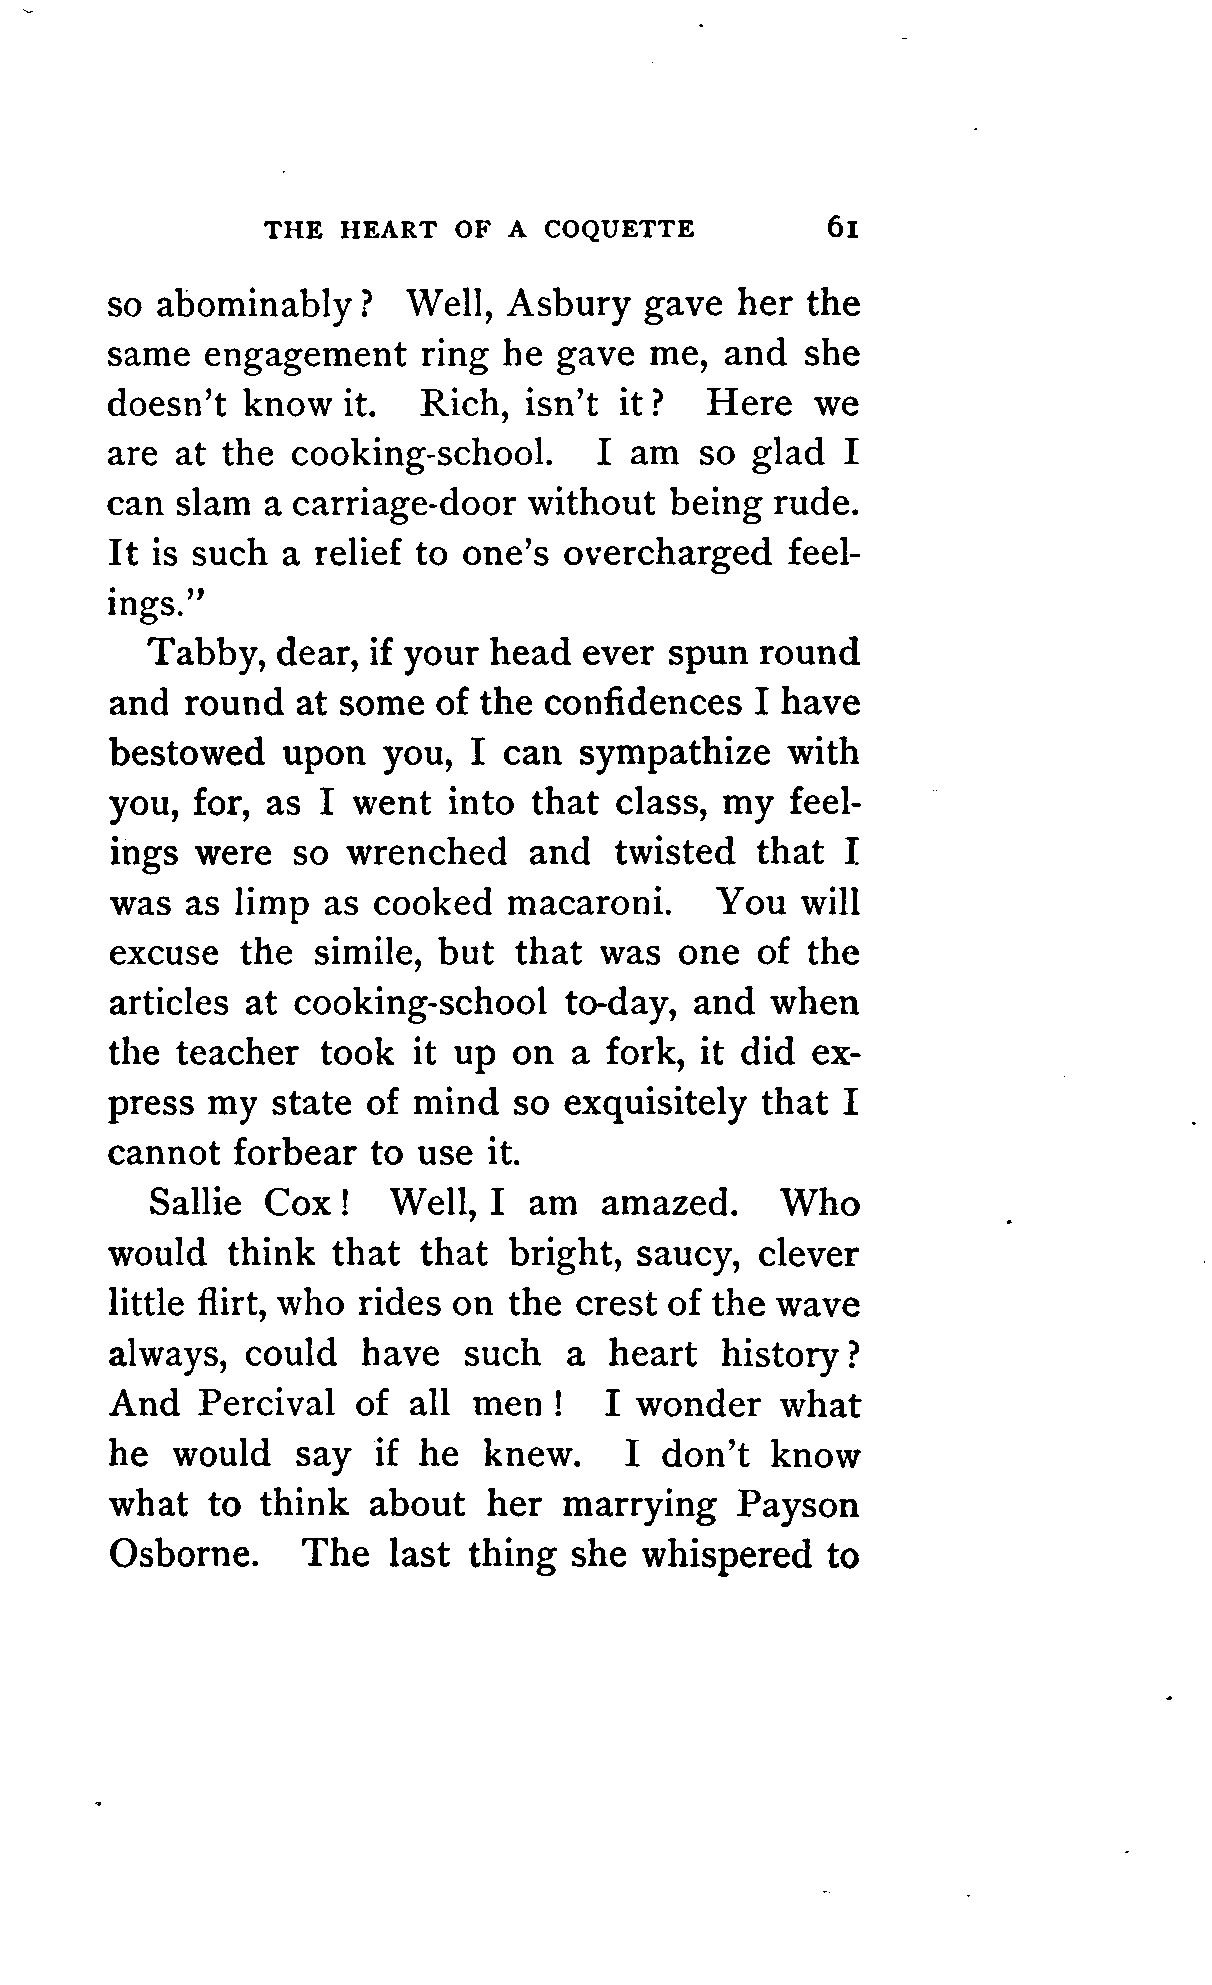 THE HEART OF A COQUETTE 61
so abominably? Well, Asbury gave her the
same engagement ring he gave me, and she
doesn't know it. Rich, isn't it? Here we
are at the cooking-school. I am so glad I
can slam a carriage-door without being rude.
It is such a relief to one's overcharged feel-
ings."
Tabby, dear, if your head ever spun round
and round at some of the confidences I have
bestowed upon you, I can sympathize with
you, for, as I went into that class, my feel-
ings were so wrenched and twisted that I
was as limp as cooked macaroni. You will
excuse the simile, but that was one of the
articles at cooking-school to-day, and when
the teacher took it up on a fork, it did ex-
press my state of mind so exquisitely that I
cannot forbear to use it.
Sallie Cox! Well, I am amazed. Who
would think that that bright, saucy, clever
little flirt, who rides on the crest of the wave
always, could have such a heart history?
And Percival of all men! I wonder what
he would say if he knew. I don't know
what to think about her marrying Payson
Osborne. The last thing she whispered to